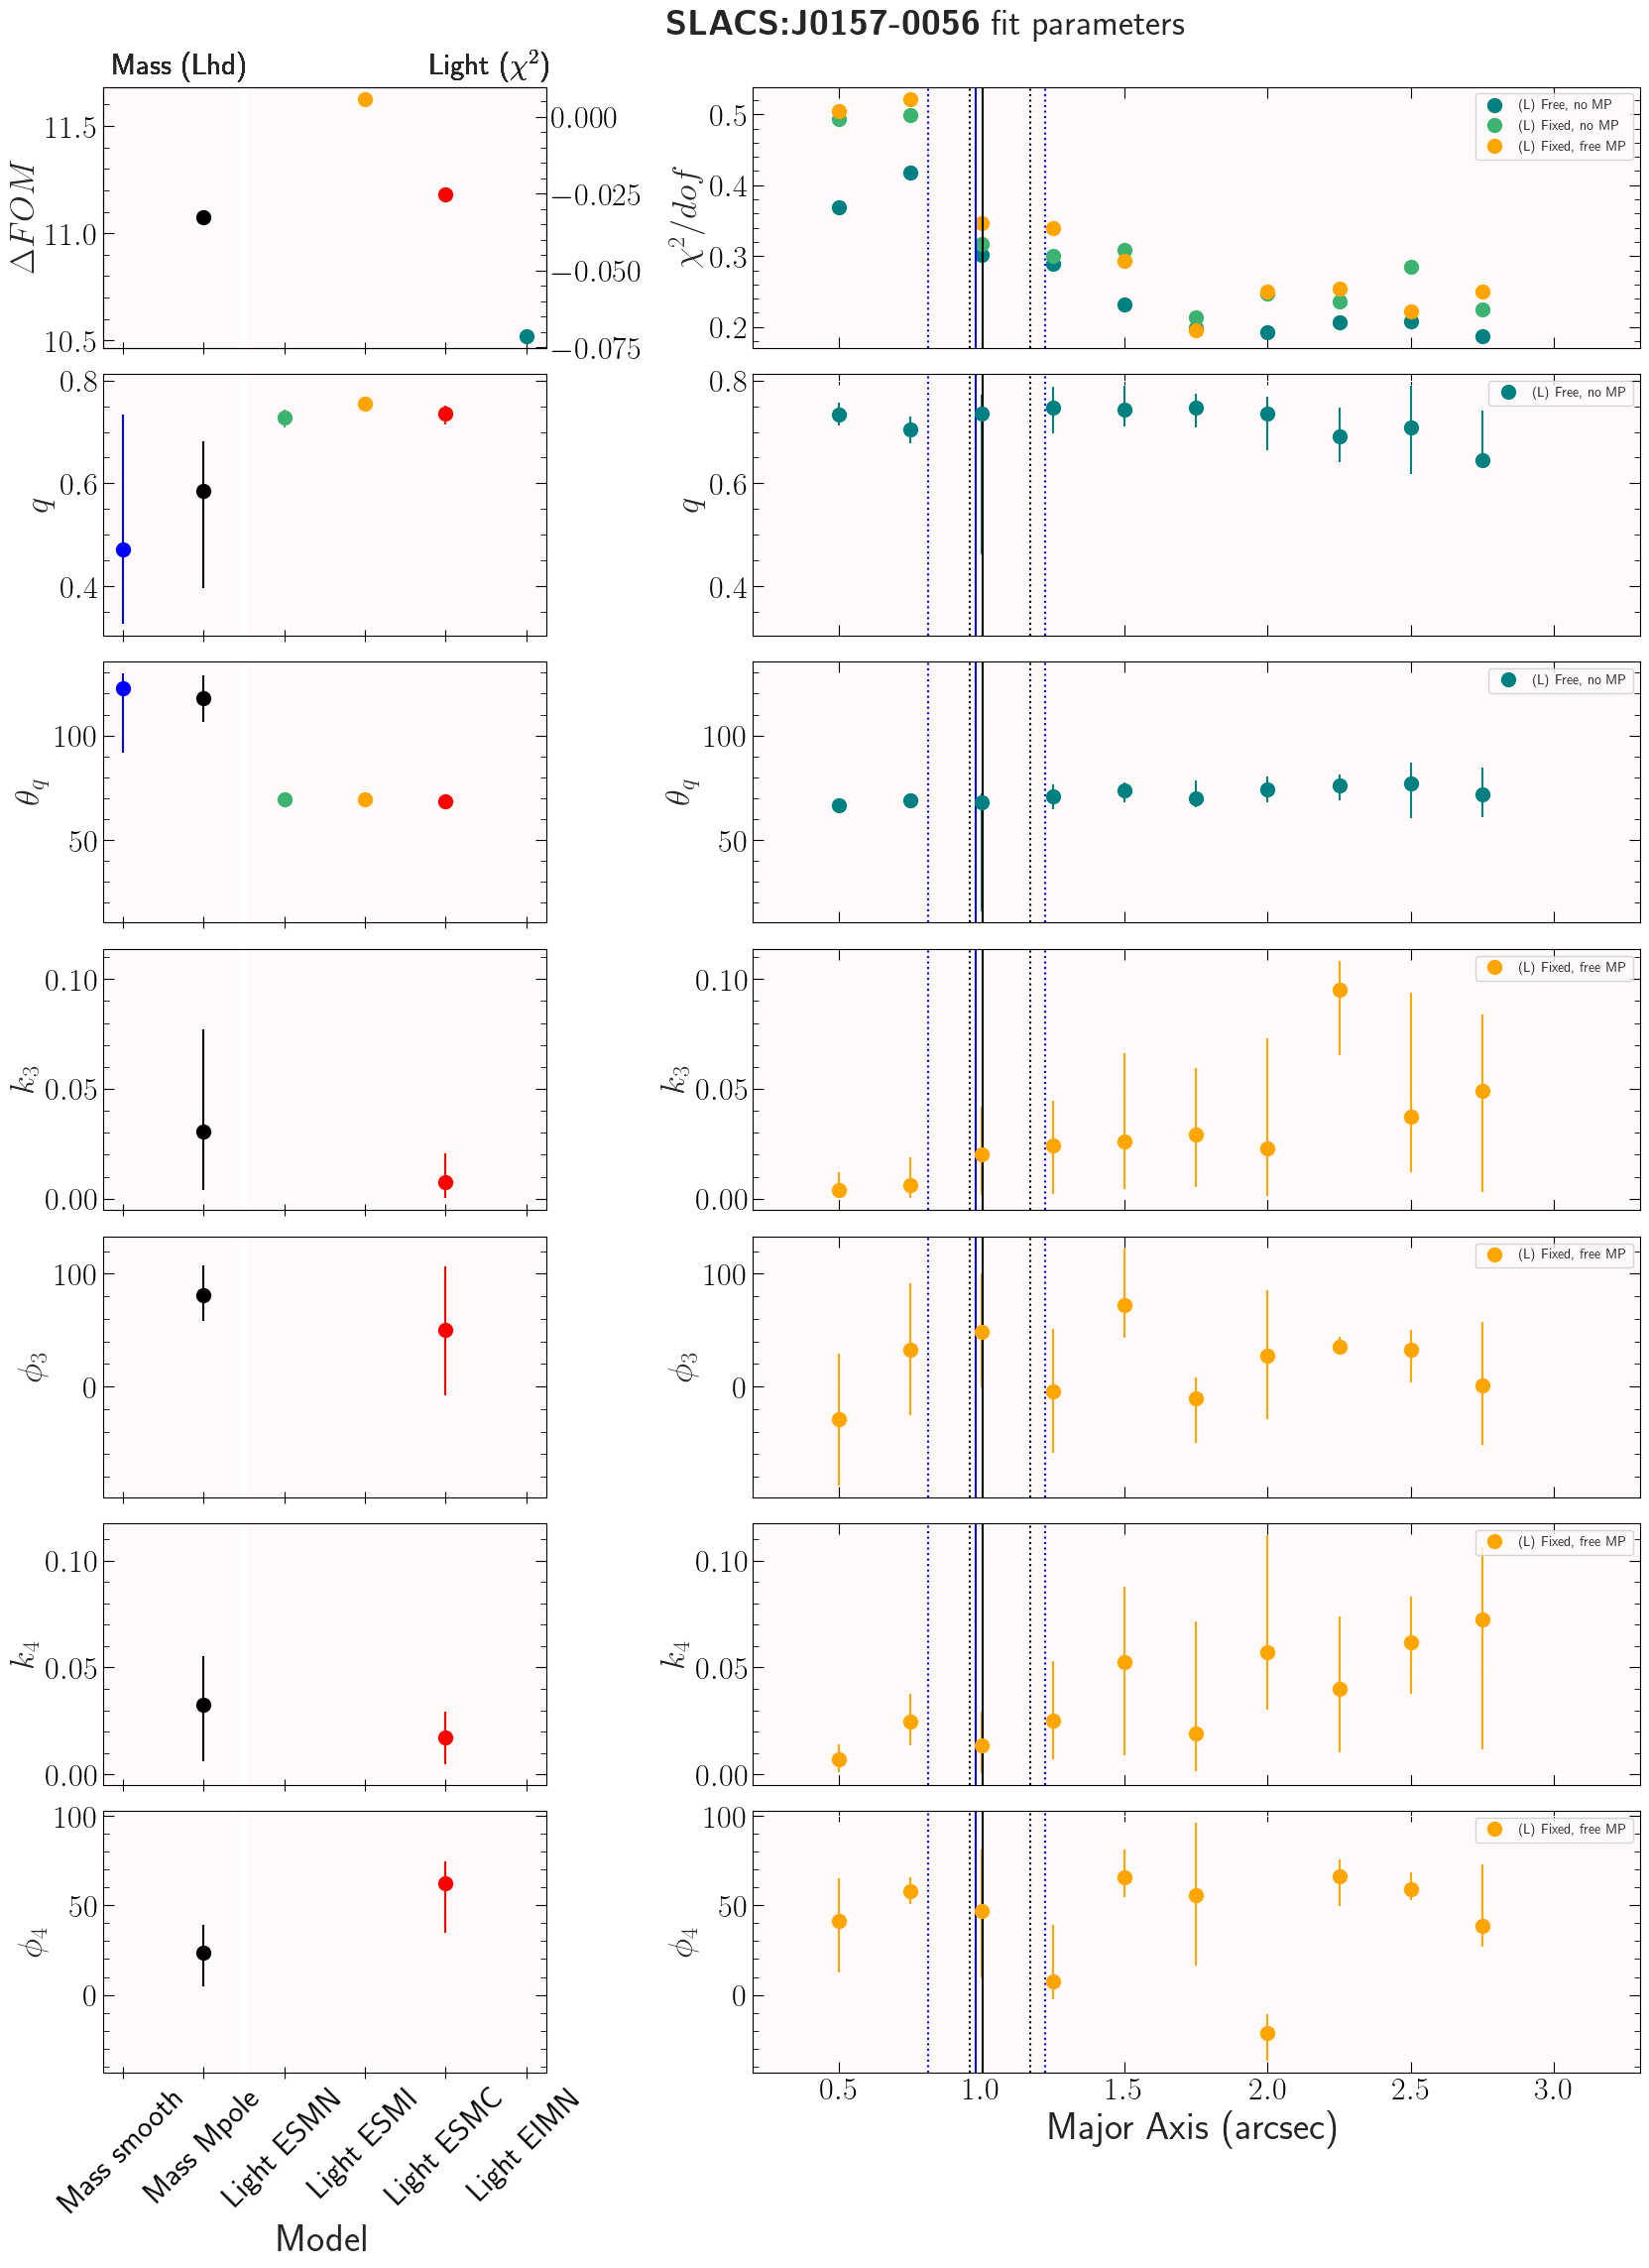 SLACS:J0157-0056 fit parameters
Mass (Lhd)
Light (χ²)
ΔFOM
11.5
11.0
10.5
0.000
−0.025
−0.050
−0.075
χ²/dof
0.5
0.4
0.3
0.2
(L) Free, no MP
(L) Fixed, no MP
(L) Fixed, free MP
q
0.8
0.6
0.4
q
0.8
0.6
0.4
(L) Free, no MP
θq
100
50
θq
100
50
(L) Free, no MP
k₃
0.10
0.05
0.00
k₃
0.10
0.05
0.00
(L) Fixed, free MP
ϕ₃
100
0
ϕ₃
100
0
(L) Fixed, free MP
k₄
0.10
0.05
0.00
k₄
0.10
0.05
0.00
(L) Fixed, free MP
ϕ₄
100
50
0
ϕ₄
100
50
0
(L) Fixed, free MP
Mass smooth
Mass Mpole
Light ESMN
Light ESMI
Light ESMC
Light EIMN
Model
0.5 1.0 1.5 2.0 2.5 3.0
Major Axis (arcsec)